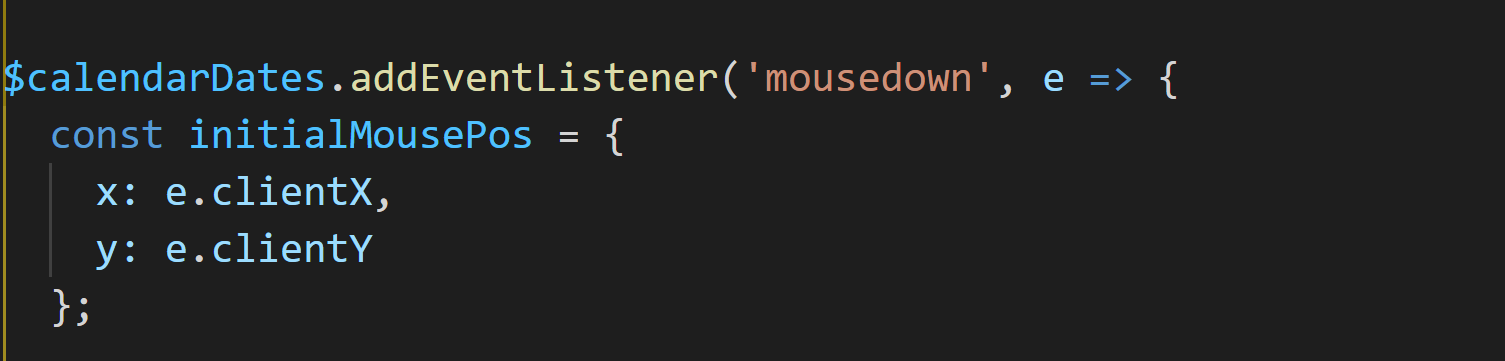 $calendarDates.addEventListener('mousedown', e => {
  const initialMousePos = {
    x: e.clientX,
    y: e.clientY
  };